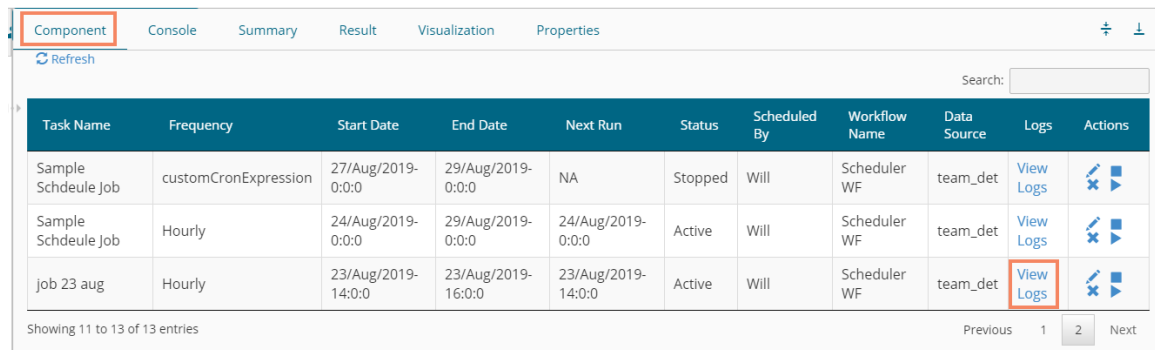 Component Console Summary Result Visualization Properties
Refresh
Search:
Task Name Frequency Start Date End Date Next Run Status Scheduled By Workflow Name Data Source Logs Actions
Sample Schdeule Job customCronExpression 27/Aug/2019-0:0:0 29/Aug/2019-0:0:0 NA Stopped Will Scheduler WF team_det View Logs
Sample Schdeule Job Hourly 24/Aug/2019-0:0:0 29/Aug/2019-0:0:0 24/Aug/2019-0:0:0 Active Will Scheduler WF team_det View Logs
job 23 aug Hourly 23/Aug/2019-14:0:0 23/Aug/2019-16:0:0 23/Aug/2019-14:0:0 Active Will Scheduler WF team_det View Logs
Showing 11 to 13 of 13 entries Previous 1 2 Next